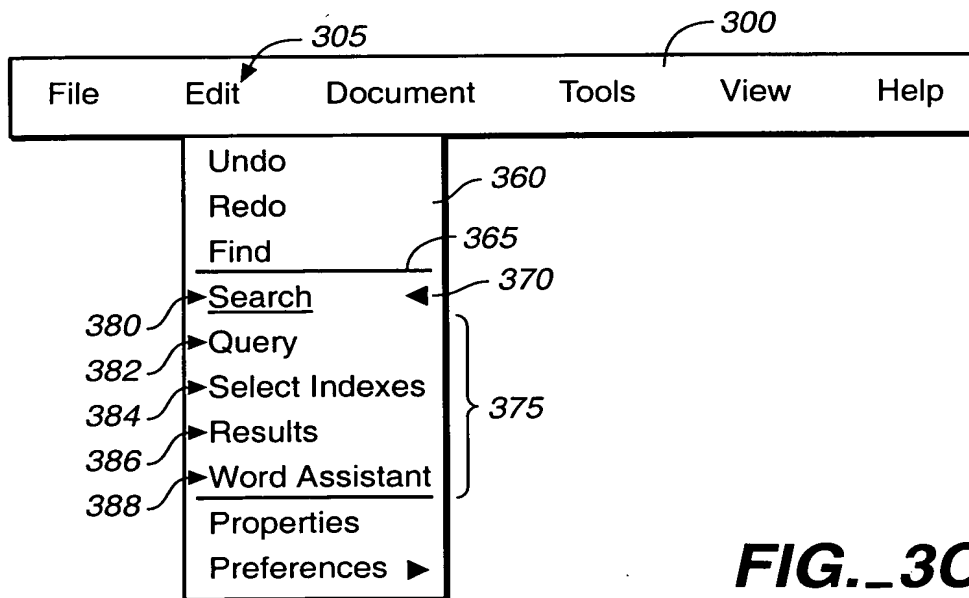 305
300
File Edit Document Tools View Help
Undo
360
Redo
365
Find
370
380 Search
382 Query
384 Select Indexes
375
386 Results
388 Word Assistant
Properties
Preferences
FIG._3C